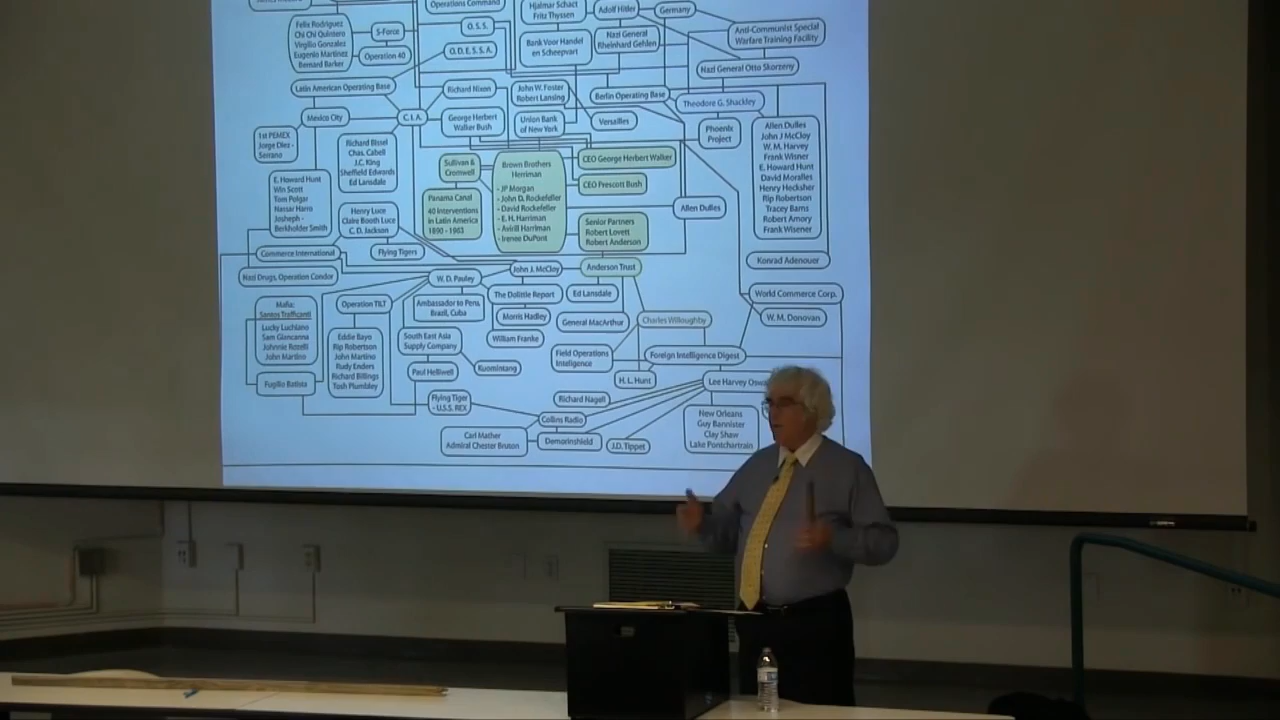 Operations Command
Hjalmar Schact
Fritz Thyssen
Adolf Hitler
Germany
Felix Rodriguez
Chi Chi Quintero
Virgilio Gonzalez
Eugenio Martinez
Bernard Barker
S-Force
Operation 40
O.S.S.
O.D.E.S.S.A.
Bank Voor Handel
en Scheepvart
Nazi General
Rheinhard Gehlen
Anti-Communist Special
Warfare Training Facility
Nazi General Otto Skorzeny
Latin American Operating Base
Richard Nixon
John W. Foster
Robert Lansing
Berlin Operating Base
Theodore G. Shackley
Mexico City
C.I.A.
George Herbert
Walker Bush
Union Bank
of New York
Versailles
Phoenix
Project
Allen Dulles
John J McCloy
W. M. Harvey
Frank Wisner
E. Howard Hunt
David Moralles
Henry Hecksher
Rip Robertson
Tracey Barns
Robert Amory
Frank Wisener
1st PEMEX
Jorge Diez -
Serrano
Richard Bissel
Chas. Cabell
J.C. King
Sheffield Edwards
Ed Lansdale
Sullivan &
Cromwell
Brown Brothers
Herriman
- JP Morgan
- John D. Rockefeller
- David Rockefeller
- E. H. Harriman
- Averill Harriman
- Irenee DuPont
CEO George Herbert Walker
CEO Prescott Bush
E. Howard Hunt
Win Scott
Tom Polgar
Nassar Harro
Josheph -
Berkholder Smith
Panama Canal
40 Interventions
in Latin America
1890 - 1963
Henry Luce
Claire Booth Luce
C. D. Jackson
Senior Partners
Robert Lovett
Robert Anderson
Allen Dulles
Flying Tigers
Commerce International
Konrad Adenouer
Nazi Drugs, Operation Condor
W. D. Pauley
John J. McCloy
Anderson Trust
Mafia:
Santos Trafficanti
Lucky Luchiano
Sam Giancanna
Johnnie Roselli
John Martino
Operation TILT
Ambassador to Peru,
Brazil, Cuba
The Dolittle Report
Ed Lansdale
World Commerce Corp.
Morris Hadley
General MacArthur
Charles Willoughby
W. M. Donovan
Eddie Bayo
Rip Robertson
John Martino
Rudy Enders
Richard Billings
Tosh Plumbley
South East Asia
Supply Company
William Franke
Field Operations
Inteligence
Foreign Intelligence Digest
Paul Helliwell
Kuomintang
H. L. Hunt
Fugilio Batista
Lee Harvey
Flying Tiger
- U.S.S. REX
Richard Nagell
Collins Radio
Carl Mather
Admiral Chester Bruton
Demornshield
J.D. Tippet
New Orleans
Guy Bannister
Clay Shaw
Lake Pontchartrain